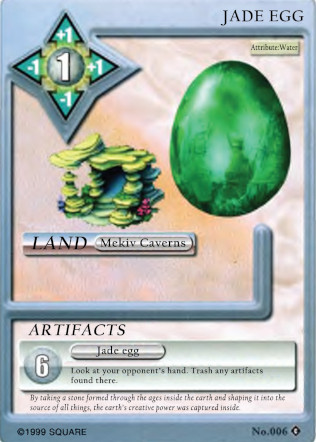 JADE EGG
Attribute:Water
+1
-1 1 +1
-1
LAND Mekiv Caverns
ARTIFACTS
6
Jade egg
Look at your opponent's hand. Trash any artifacts
found there.
By taking a stone formed through the ages inside the earth and shaping it into the
source of all things, the earth's creative power was captured inside.
©1999 SQUARE
No.006